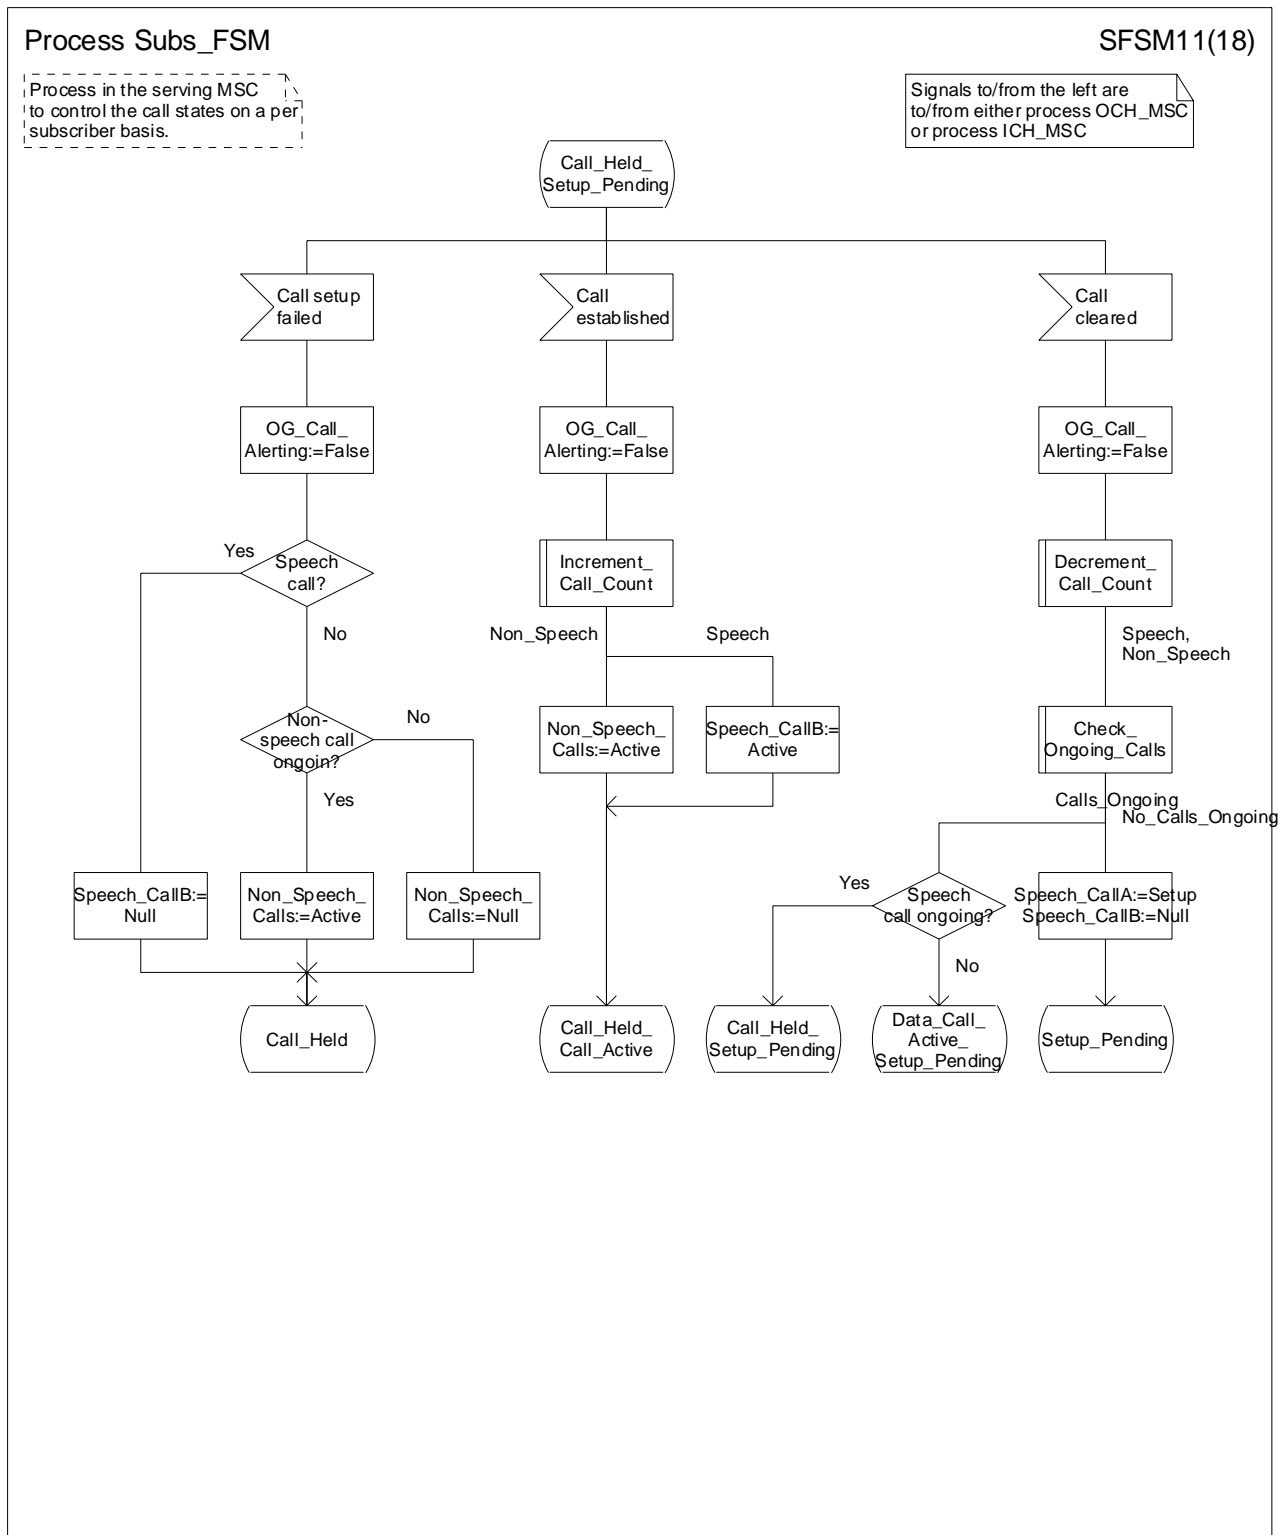 Process Subs_FSM
SFSM11(18)
Process in the serving MSC
to control the call states on a per
subscriber basis.
Signals to/from the left are
to/from either process OCH_MSC
or process ICH_MSC
Call_Held_
Setup_Pending
Call setup
failed
Call
established
Call
cleared
OG_Call_
Alerting:=False
OG_Call_
Alerting:=False
OG_Call_
Alerting:=False
Yes
Speech
call?
No
Increment_
Call_Count
Decrement_
Call_Count
Non_Speech
Speech
Speech,
Non_Speech
Non-
speech call
ongoin?
No
Yes
Non_Speech_
Calls:=Active
Speech_CallB:=
Active
Check_
Ongoing_Calls
Calls_Ongoing
No_Calls_Ongoing
Speech_CallB:=
Null
Non_Speech_
Calls:=Active
Non_Speech_
Calls:=Null
Yes
Speech
call ongoing?
No
Speech_CallA:=Setup
Speech_CallB:=Null
Call_Held
Call_Held_
Call_Active
Call_Held_
Setup_Pending
Data_Call_
Active_
Setup_Pending
Setup_Pending